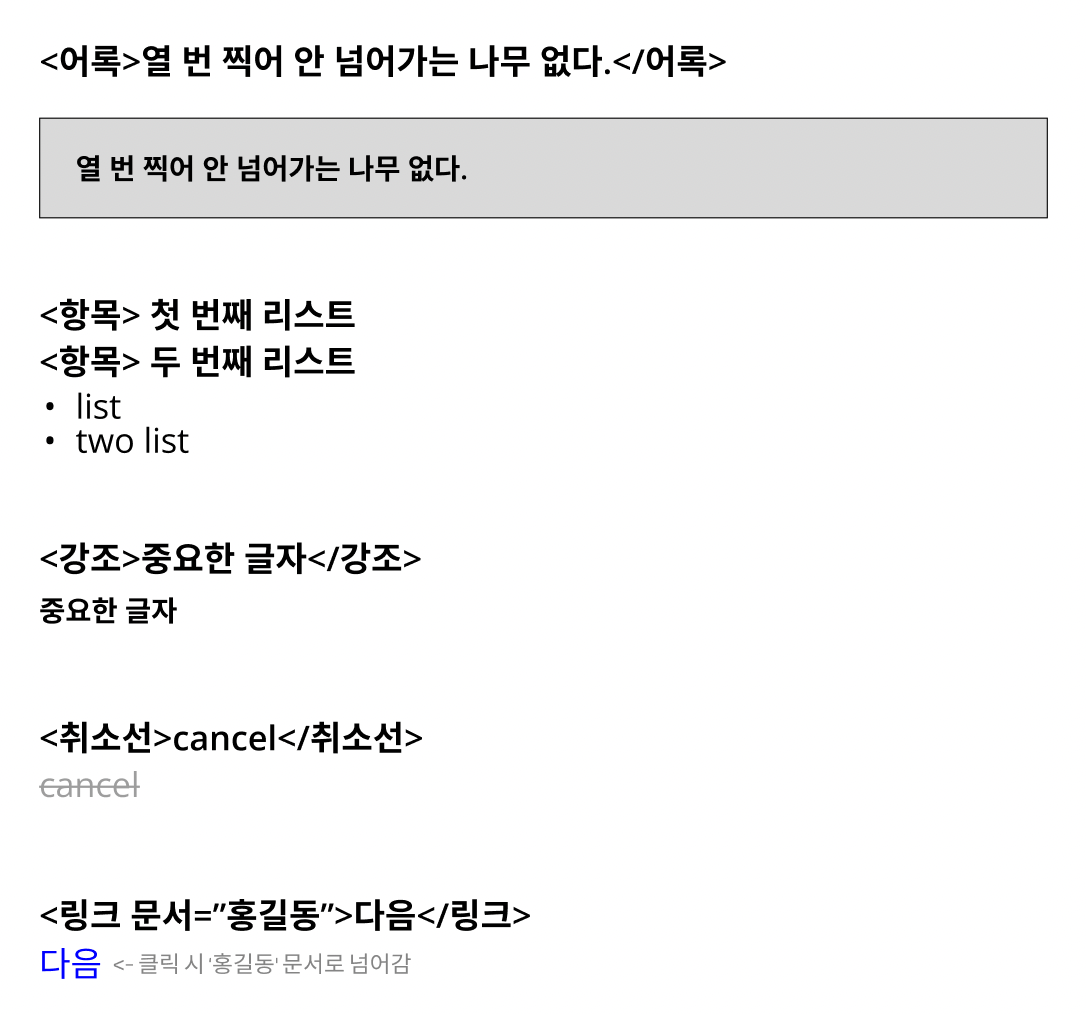 <어록>열 번 찍어 안 넘어가는 나무 없다.</어록>
열 번 찍어 안 넘어가는 나무 없다.
<항목> 첫 번째 리스트
<항목> 두 번째 리스트
• list
• two list
<강조>중요한 글자</강조>
중요한 글자
<취소선>cancel</취소선>
cancel
<링크 문서=”홍길동”>다음</링크>
다음 <- 클릭 시 '홍길동' 문서로 넘어감